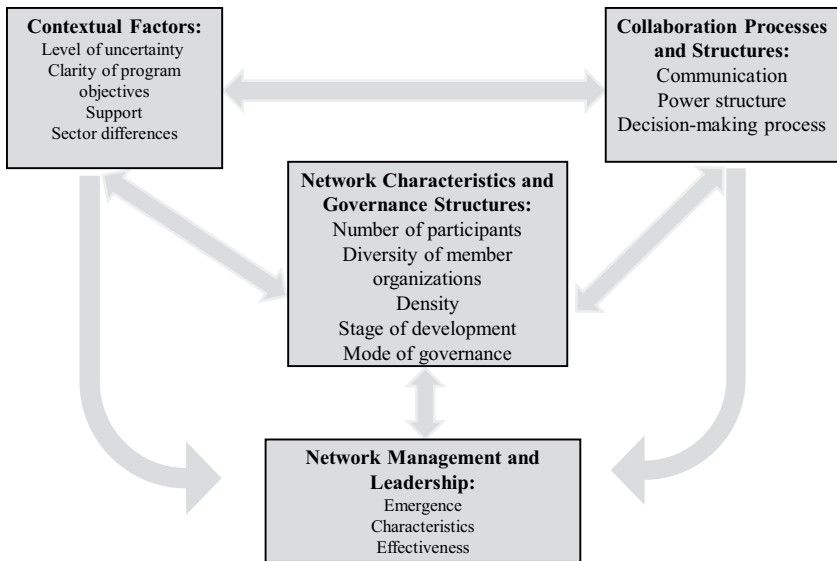 Contextual Factors:
Level of uncertainty
Clarity of program
objectives
Support
Sector differences
Collaboration Processes
and Structures:
Communication
Power structure
Decision-making process
Network Characteristics and
Governance Structures:
Number of participants
Diversity of member
organizations
Density
Stage of development
Mode of governance
Network Management and
Leadership:
Emergence
Characteristics
Effectiveness